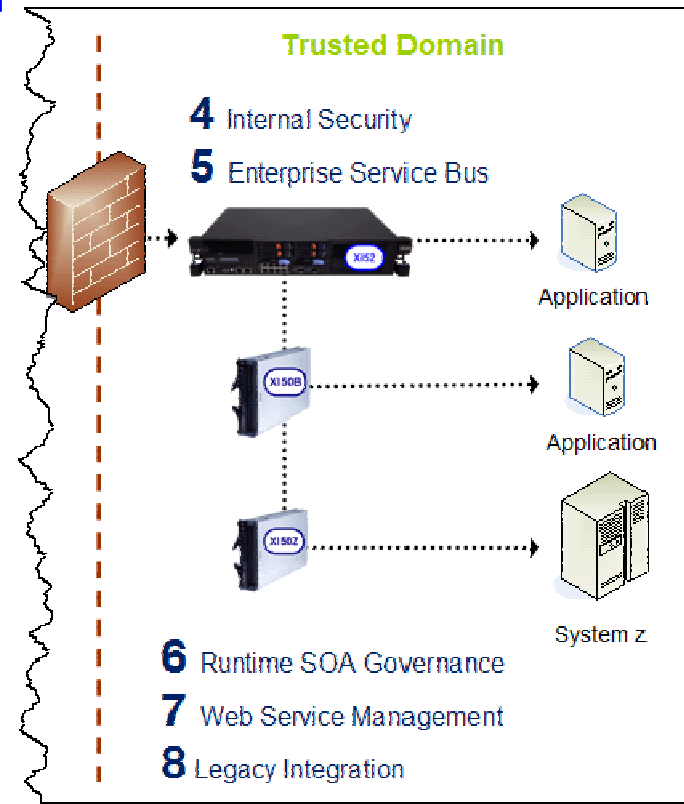 Trusted Domain
4 Internal Security
5 Enterprise Service Bus
XI52
Application
XI50B
Application
XI50Z
System z
6 Runtime SOA Governance
7 Web Service Management
8 Legacy Integration